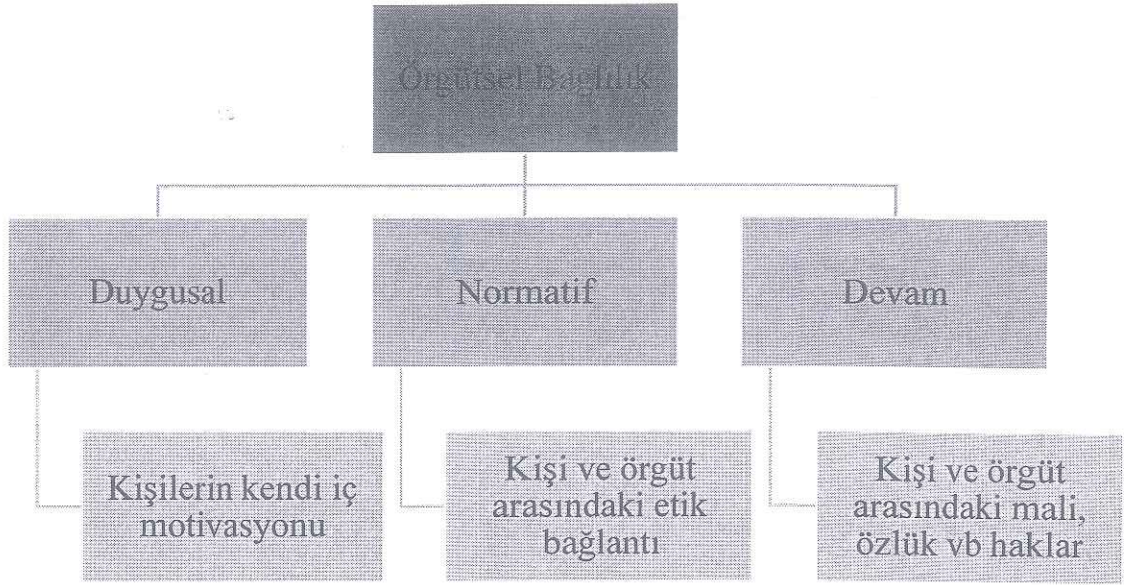 Örgütsel Bağlılık
Duygusal
Normatif
Devam
Kişilerin kendi iç
motivasyonu
Kişi ve örgüt
arasındaki etik
bağlantı
Kişi ve örgüt
arasındaki mali,
özlük vb haklar